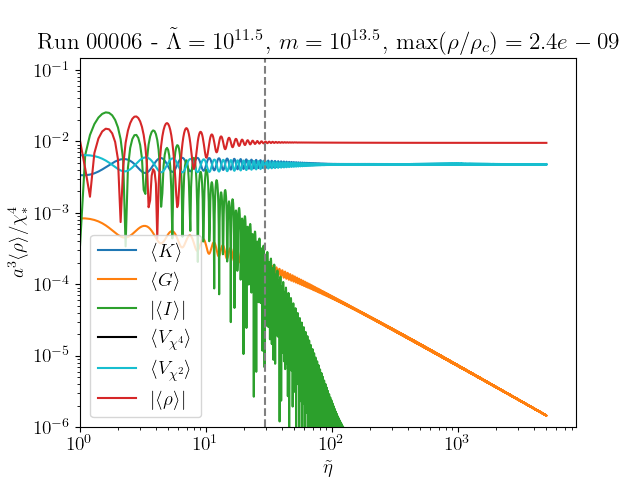 Run 00006 - Λ̃ = 10^11.5, m = 10^13.5, max(ρ/ρ_c) = 2.4e − 09
10^−1
10^−2
10^−3
10^−4
10^−5
10^−6
a^3⟨ρ⟩/χ_*^4
⟨K⟩
⟨G⟩
|⟨I⟩|
⟨V_χ^4⟩
⟨V_χ^2⟩
|⟨ρ⟩|
10^0 10^1 10^2 10^3
η̃